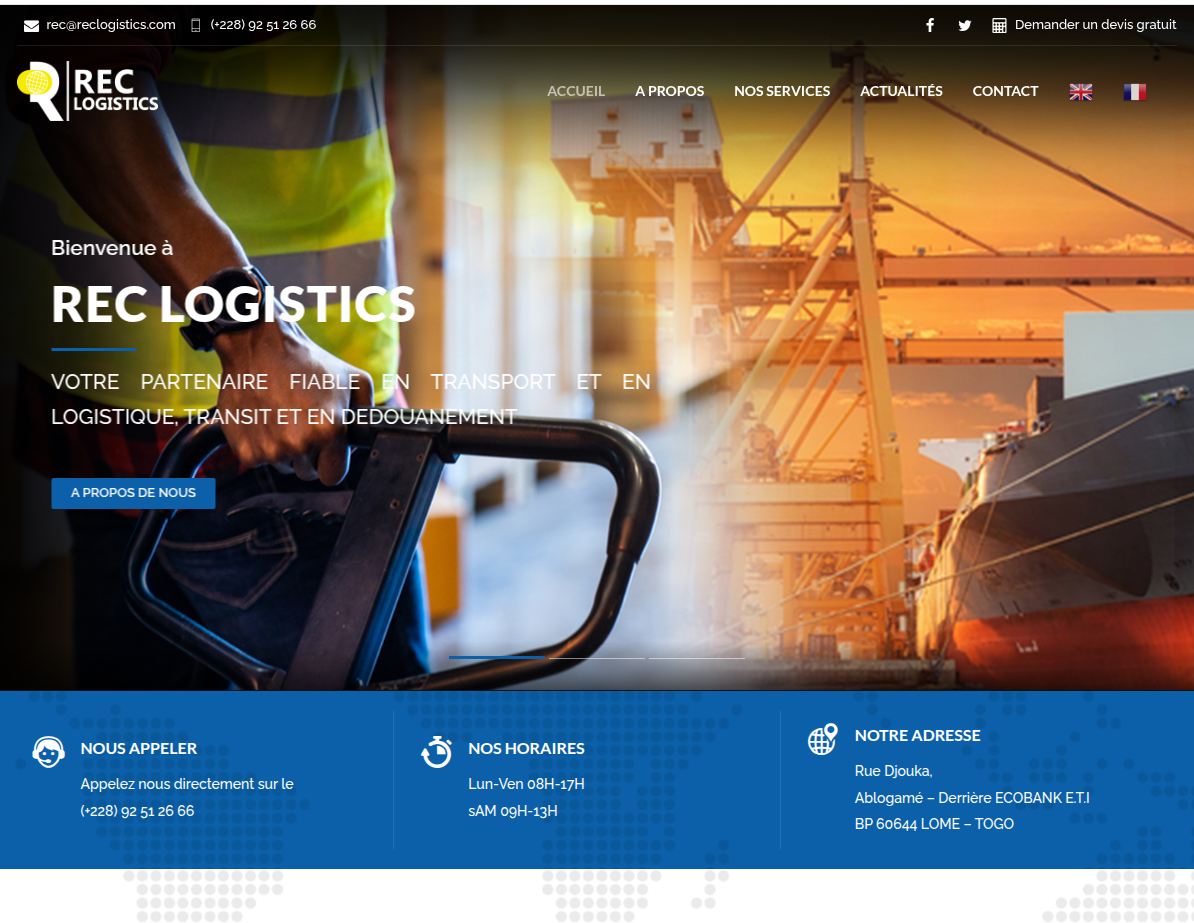 rec@reclogistics.com
(+228) 92 51 26 66
Demander un devis gratuit
REC
LOGISTICS
ACCUEIL
A PROPOS
NOS SERVICES
ACTUALITÉS
CONTACT
Bienvenue à
REC LOGISTICS
VOTRE PARTENAIRE FIABLE EN TRANSPORT ET EN
LOGISTIQUE, TRANSIT ET EN DEDOUANEMENT
A PROPOS DE NOUS
NOUS APPELER
Appelez nous directement sur le
(+228) 92 51 26 66
NOS HORAIRES
Lun-Ven 08H-17H
sAM 09H-13H
NOTRE ADRESSE
Rue Djouka,
Ablogamé – Derrière ECOBANK E.T.I
BP 60644 LOME – TOGO